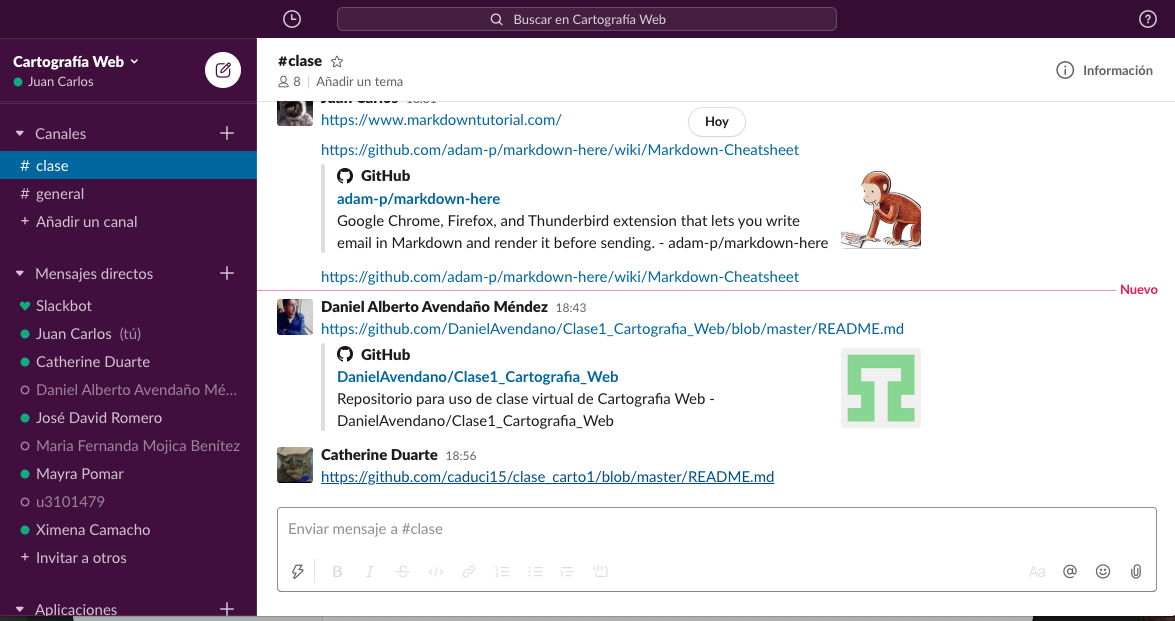 Buscar en Cartografía Web
Cartografía Web
Juan Carlos
Canales
# clase
# general
+ Añadir un canal
Mensajes directos
Slackbot
Juan Carlos (tú)
Catherine Duarte
Daniel Alberto Avendaño Mé...
José David Romero
Maria Fernanda Mojica Benítez
Mayra Pomar
u3101479
Ximena Camacho
+ Invitar a otros
Aplicaciones
#clase
8 | Añadir un tema
Información
Juan Carlos
Hoy
https://www.markdowntutorial.com/
https://github.com/adam-p/markdown-here/wiki/Markdown-Cheatsheet
GitHub
adam-p/markdown-here
Google Chrome, Firefox, and Thunderbird extension that lets you write
email in Markdown and render it before sending. - adam-p/markdown-here
https://github.com/adam-p/markdown-here/wiki/Markdown-Cheatsheet
Nuevo
Daniel Alberto Avendaño Méndez 18:43
https://github.com/DanielAvendano/Clase1_Cartografia_Web/blob/master/README.md
GitHub
DanielAvendano/Clase1_Cartografia_Web
Repositorio para uso de clase virtual de Cartografia Web -
DanielAvendano/Clase1_Cartografia_Web
Catherine Duarte 18:56
https://github.com/caduci15/clase_carto1/blob/master/README.md
Enviar mensaje a #clase
B I S </> Aa @